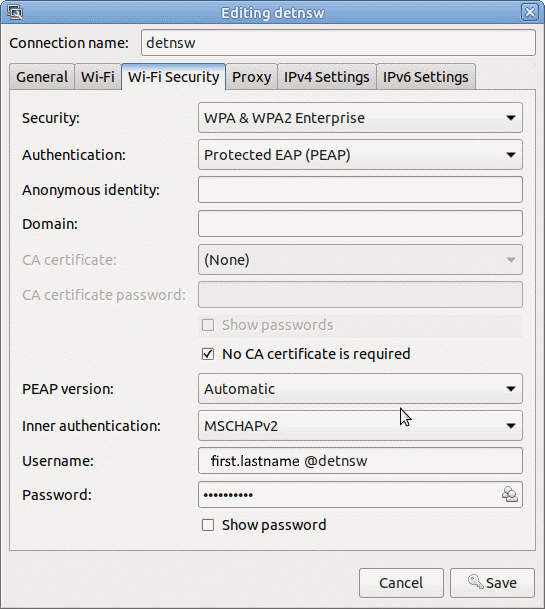 Editing detnsw
Connection name: detnsw
General Wi-Fi Wi-Fi Security Proxy IPv4 Settings IPv6 Settings
Security: WPA & WPA2 Enterprise
Authentication: Protected EAP (PEAP)
Anonymous identity:
Domain:
CA certificate: (None)
CA certificate password:
Show passwords
No CA certificate is required
PEAP version: Automatic
Inner authentication: MSCHAPv2
Username: first.lastname @detnsw
Password: ••••••••••
Show password
Cancel Save